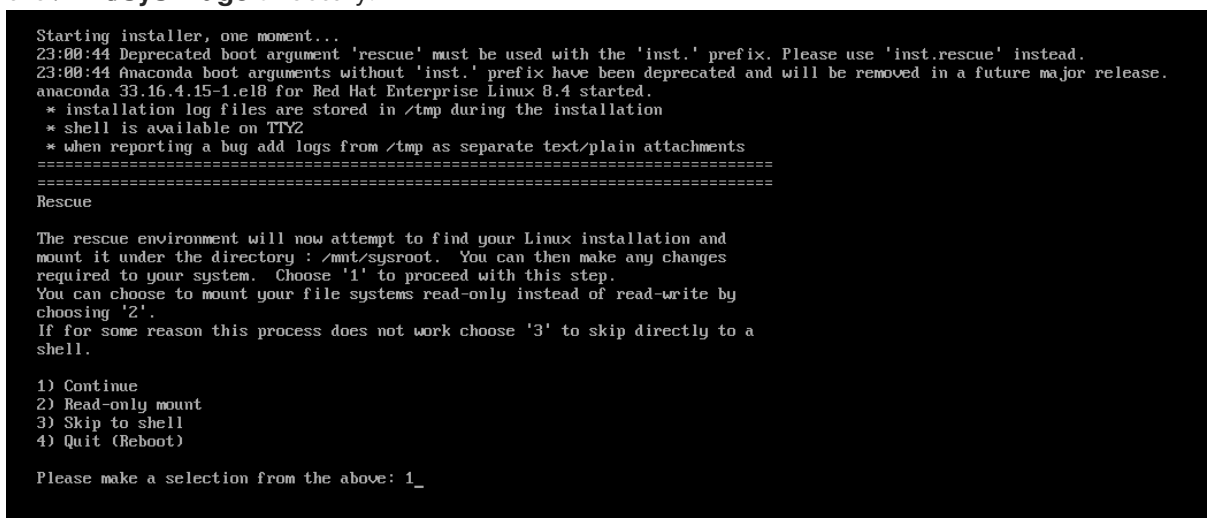 Starting installer, one moment...
23:00:44 Deprecated boot argument 'rescue' must be used with the 'inst.' prefix. Please use 'inst.rescue' instead.
23:00:44 Anaconda boot arguments without 'inst.' prefix have been deprecated and will be removed in a future major release.
anaconda 33.16.4.15-1.el8 for Red Hat Enterprise Linux 8.4 started.
* installation log files are stored in /tmp during the installation
* shell is available on TTY2
* when reporting a bug add logs from /tmp as separate text/plain attachments
================================================================================
================================================================================
Rescue
The rescue environment will now attempt to find your Linux installation and
mount it under the directory : /mnt/sysroot.  You can then make any changes
required to your system.  Choose '1' to proceed with this step.
You can choose to mount your file systems read-only instead of read-write by
choosing '2'.
If for some reason this process does not work choose '3' to skip directly to a
shell.
1) Continue
2) Read-only mount
3) Skip to shell
4) Quit (Reboot)
Please make a selection from the above: 1_